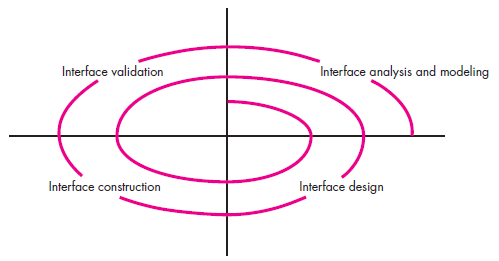 Interface validation
Interface analysis and modeling
Interface construction
Interface design